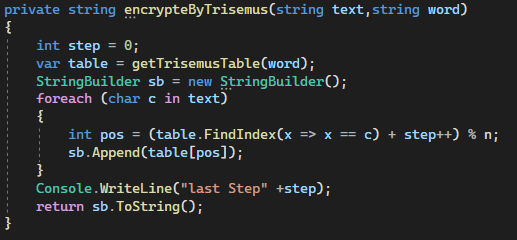 private string encrypteByTrisemus(string text,string word)
{
int step = 0;
var table = getTrisemusTable(word);
StringBuilder sb = new StringBuilder();
foreach (char c in text)
{
int pos = (table.FindIndex(x => x == c) + step++) % n;
sb.Append(table[pos]);
}
Console.WriteLine("last Step" +step);
return sb.ToString();
}